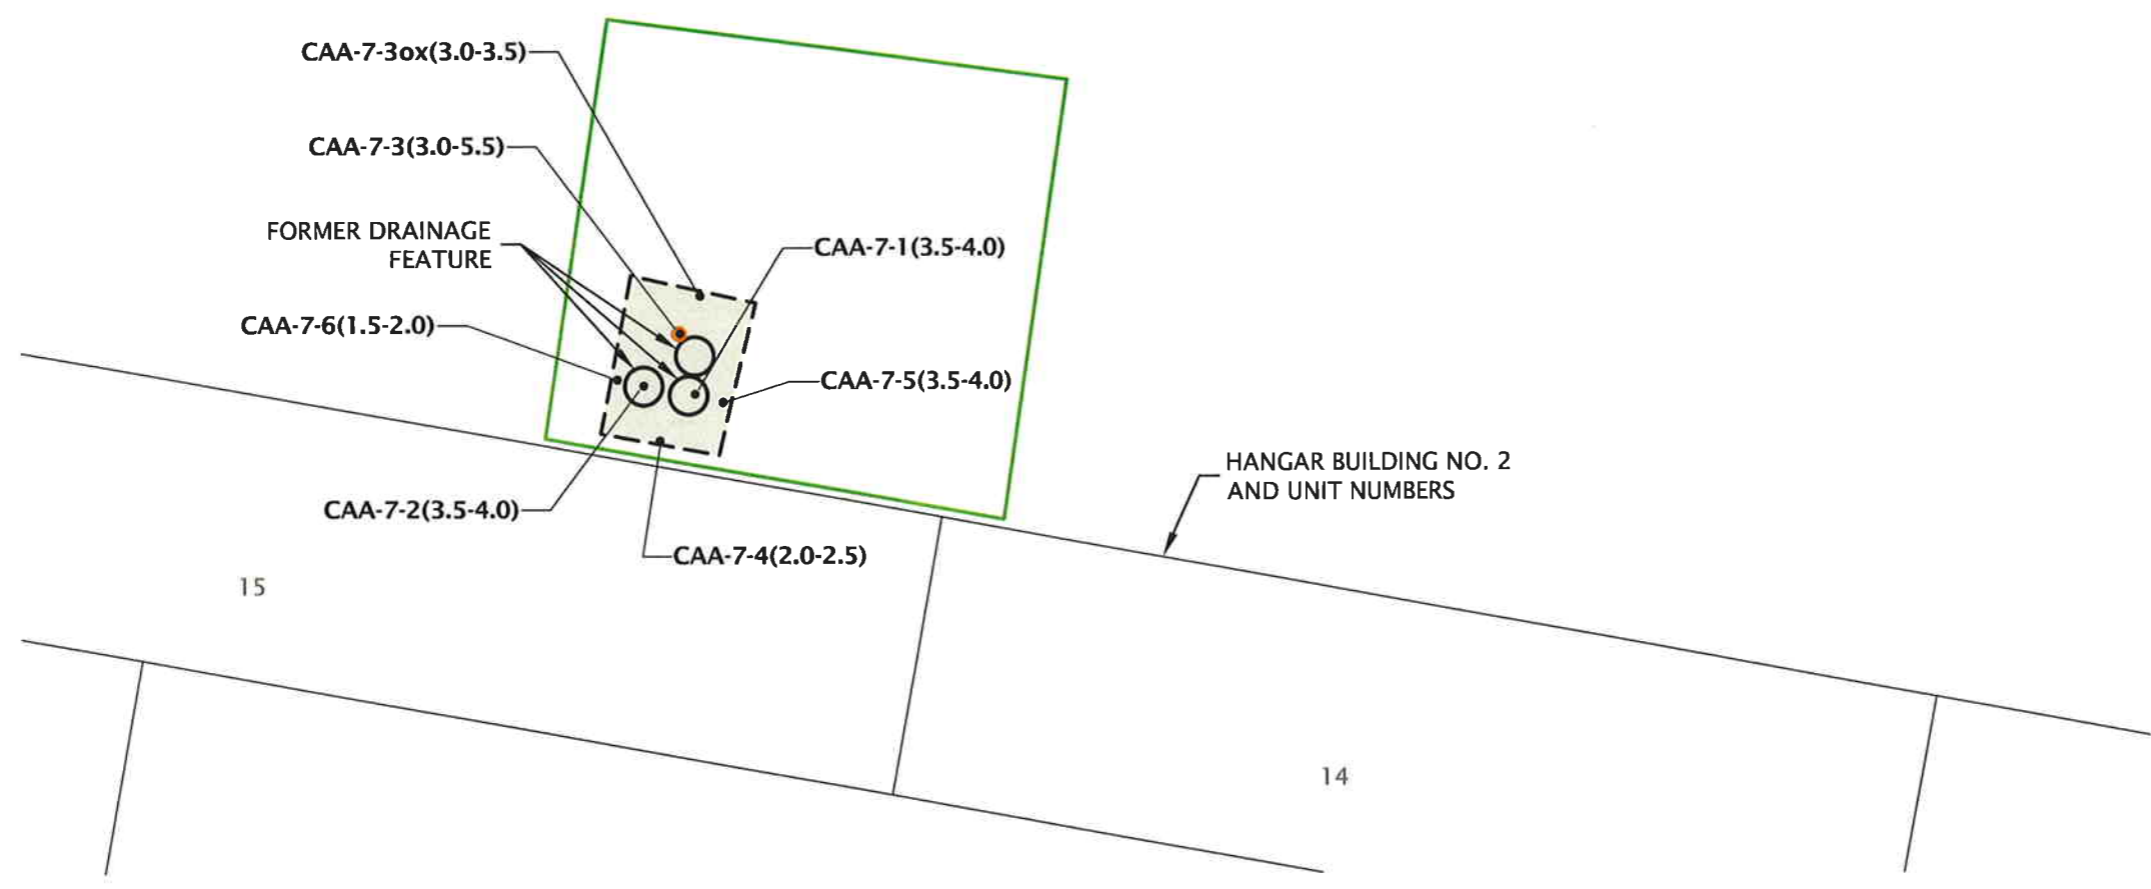 CAA-7-3ox(3.0-3.5)
CAA-7-3(3.0-5.5)
FORMER DRAINAGE
FEATURE
CAA-7-1(3.5-4.0)
CAA-7-6(1.5-2.0)
CAA-7-5(3.5-4.0)
HANGAR BUILDING NO. 2
AND UNIT NUMBERS
CAA-7-2(3.5-4.0)
CAA-7-4(2.0-2.5)
15
14